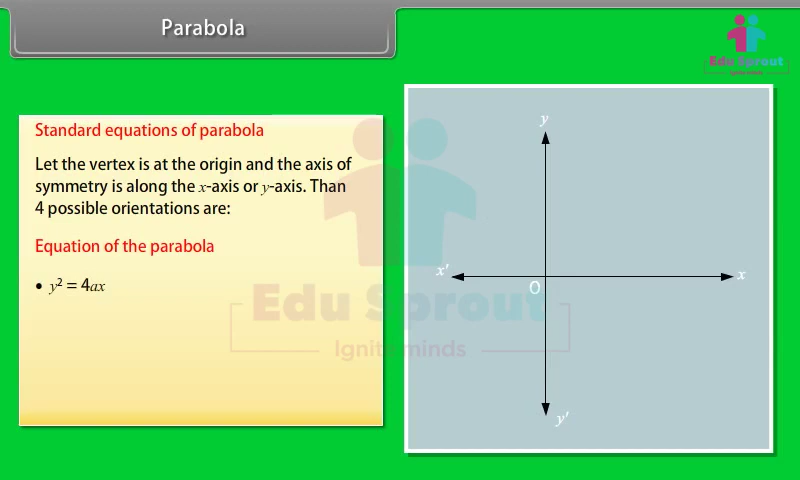 Parabola
Edu Sprout
Ignite minds
Standard equations of parabola
Let the vertex is at the origin and the axis of
symmetry is along the x-axis or y-axis. Than
4 possible orientations are:
Equation of the parabola
• y² = 4ax
y
x'
x
O
y'
Edu Sprout
Ignite minds